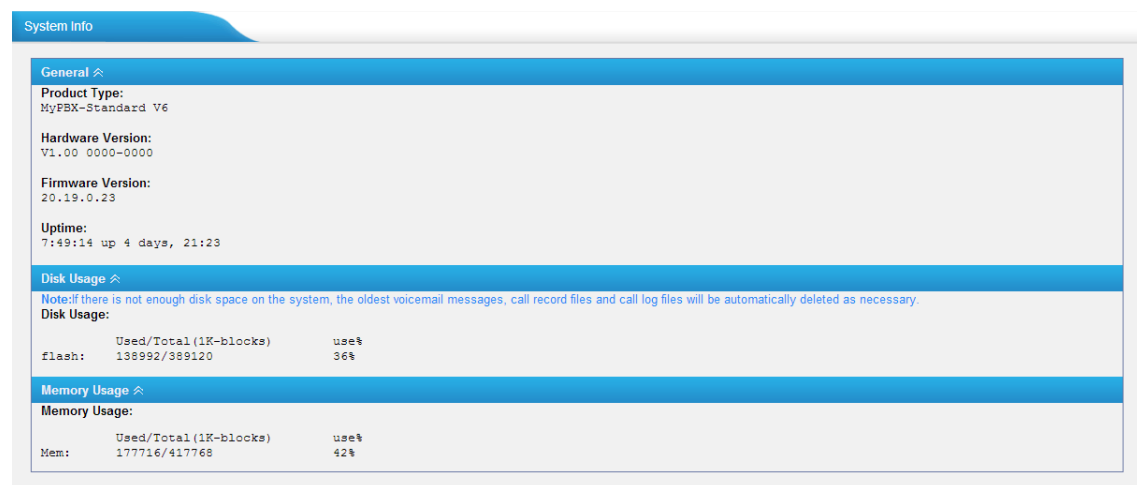 System Info
General
Product Type:
MyPBX-Standard V6
Hardware Version:
V1.00 0000-0000
Firmware Version:
20.19.0.23
Uptime:
7:49:14 up 4 days, 21:23
Disk Usage
Note:If there is not enough disk space on the system, the oldest voicemail messages, call record files and call log files will be automatically deleted as necessary.
Disk Usage:
Used/Total(1K-blocks) use%
flash: 138992/389120 36%
Memory Usage
Memory Usage:
Used/Total(1K-blocks) use%
Mem: 177716/417768 42%